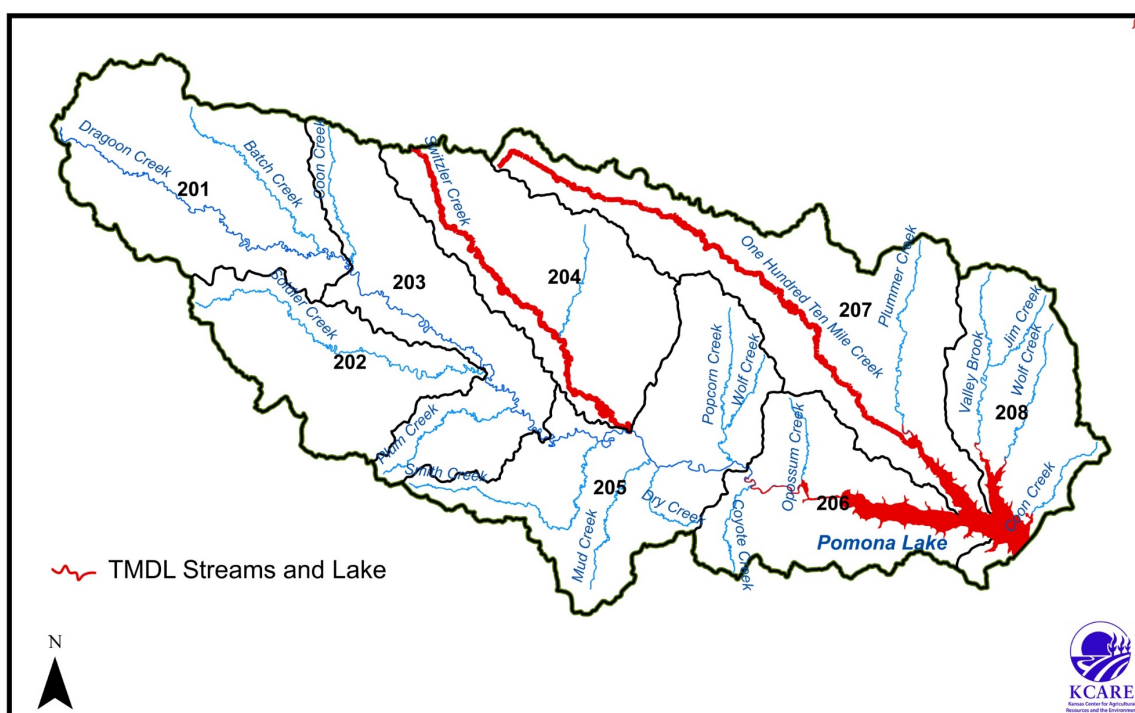 Dragoon Creek
Batch Creek
Coon Creek
Switzler Creek
201
203
204
Soldier Creek
202
One Hundred Ten Mile Creek
207
Plummer Creek
Valley Brook
Jim Creek
Wolf Creek
208
Popcorn Creek
Wolf Creek
Plum Creek
Smith Creek
205
Mud Creek
Dry Creek
Coyote Creek
Opossum Creek
206
Coon Creek
Pomona Lake
TMDL Streams and Lake
N
KCARE
Kansas Center for Agricultural
Resources and the Environment